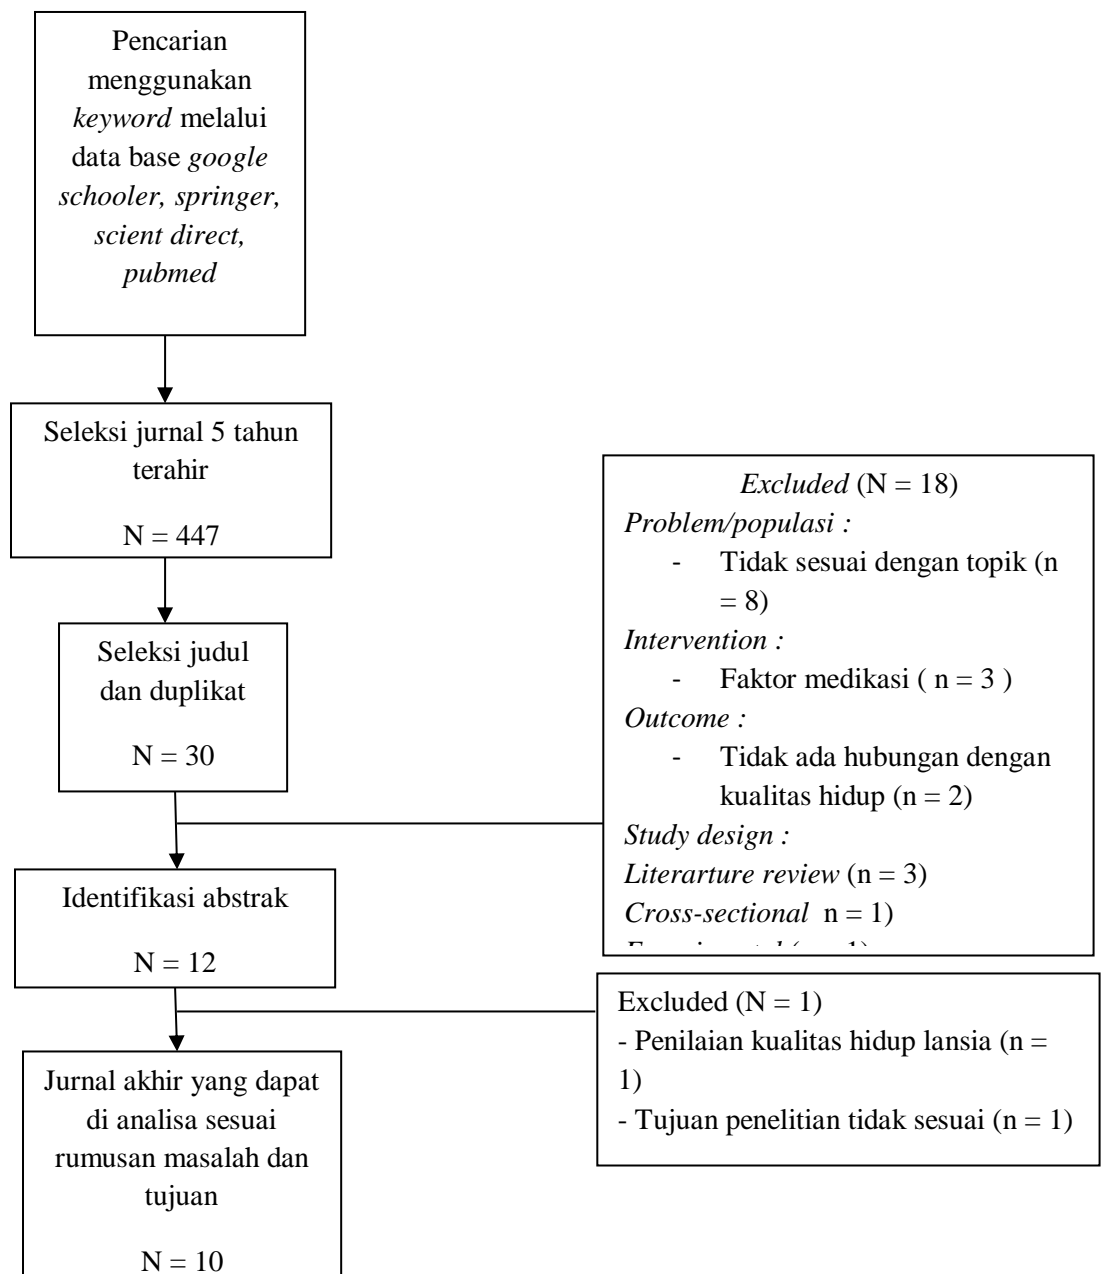 Pencarian
menggunakan
keyword melalui
data base google
schooler, springer,
scient direct,
pubmed
Seleksi jurnal 5 tahun
terahir
N = 447
Seleksi judul
dan duplikat
N = 30
Excluded (N = 18)
Problem/populasi :
- Tidak sesuai dengan topik (n
= 8)
Intervention :
- Faktor medikasi ( n = 3 )
Outcome :
- Tidak ada hubungan dengan
kualitas hidup (n = 2)
Study design :
Literarture review (n = 3)
Cross-sectional n = 1)
Identifikasi abstrak
N = 12
Excluded (N = 1)
- Penilaian kualitas hidup lansia (n =
1)
- Tujuan penelitian tidak sesuai (n = 1)
Jurnal akhir yang dapat
di analisa sesuai
rumusan masalah dan
tujuan
N = 10